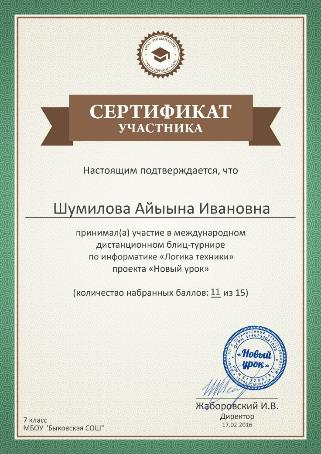 СЕРТИФИКАТ
УЧАСТНИКА
Настоящим подтверждается, что
Шумилова Айыына Ивановна
принимал(а) участие в международном
дистанционном блиц-турнире
по информатике «Логика техники»
проекта «Новый урок»
(количество набранных баллов: 11 из 15)
«Новый
урок»
Жаборовский И.В.
Директор
17.02.2016
7 класс
МБОУ "Быковская СОШ"